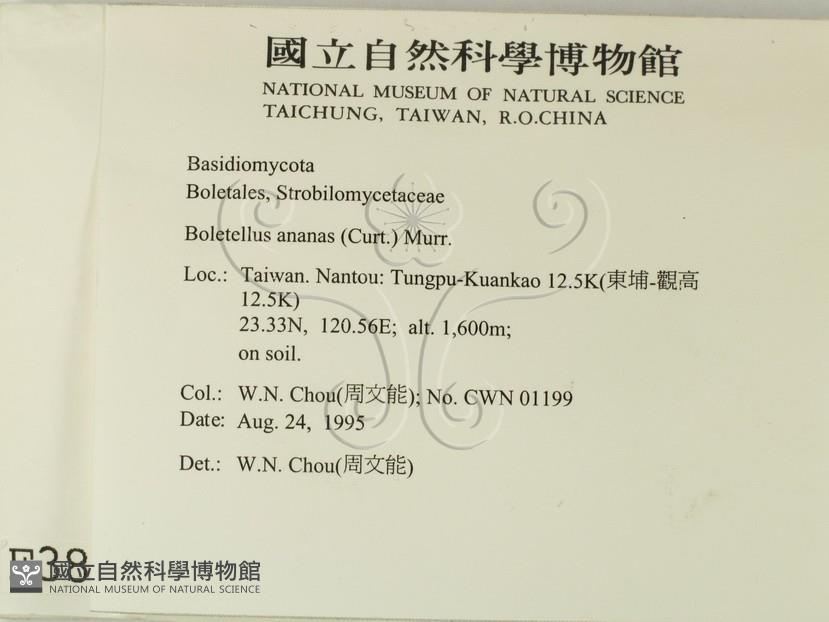 國立自然科學博物館
NATIONAL MUSEUM OF NATURAL SCIENCE
TAICHUNG, TAIWAN, R.O.CHINA
Basidiomycota
Boletales, Strobilomycetaceae
Boletellus ananas (Curt.) Murr.
Loc.: Taiwan. Nantou: Tungpu-Kuankao 12.5K(東埔-觀高
12.5K)
23.33N, 120.56E; alt. 1,600m;
on soil.
Col.: W.N. Chou(周文能); No. CWN 01199
Date: Aug. 24, 1995
Det.: W.N. Chou(周文能)
國立自然科學博物館
NATIONAL MUSEUM OF NATURAL SCIENCE